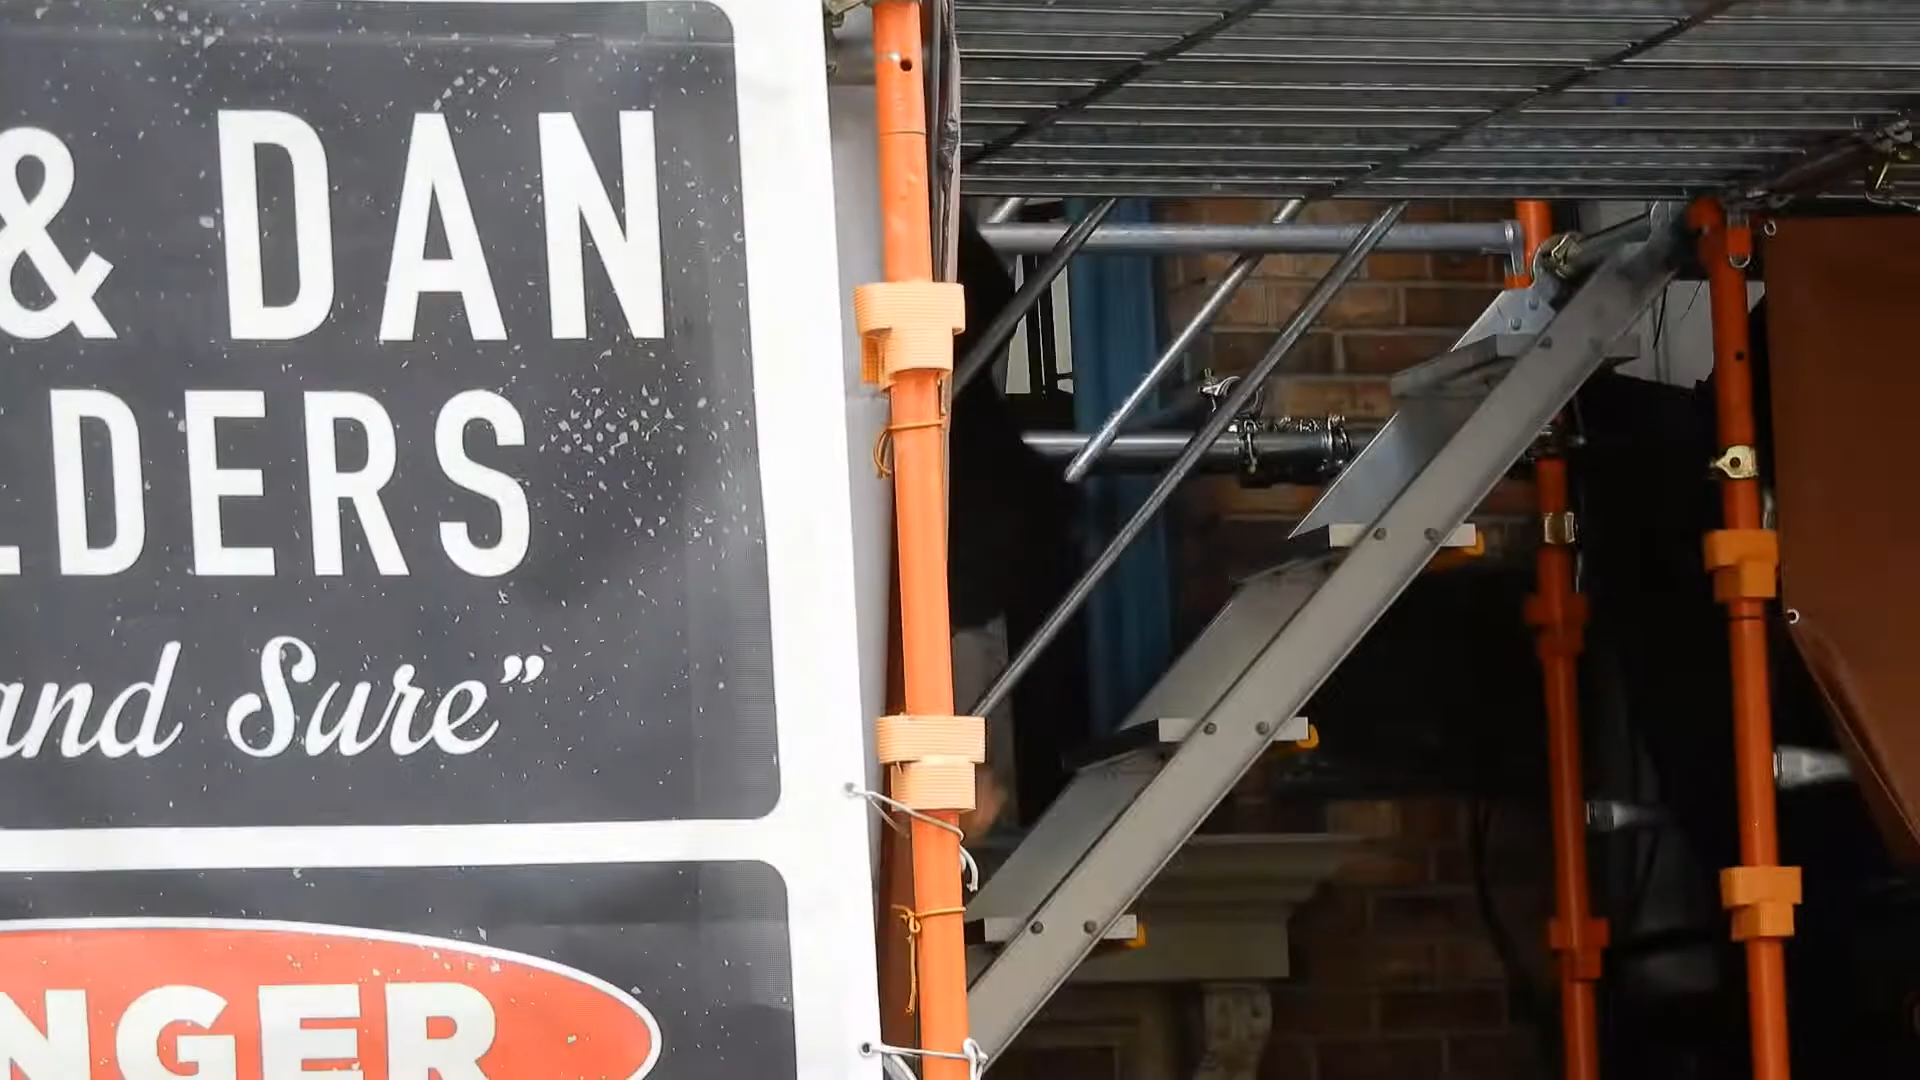 & DAN
LDERS
and Sure”
NGER